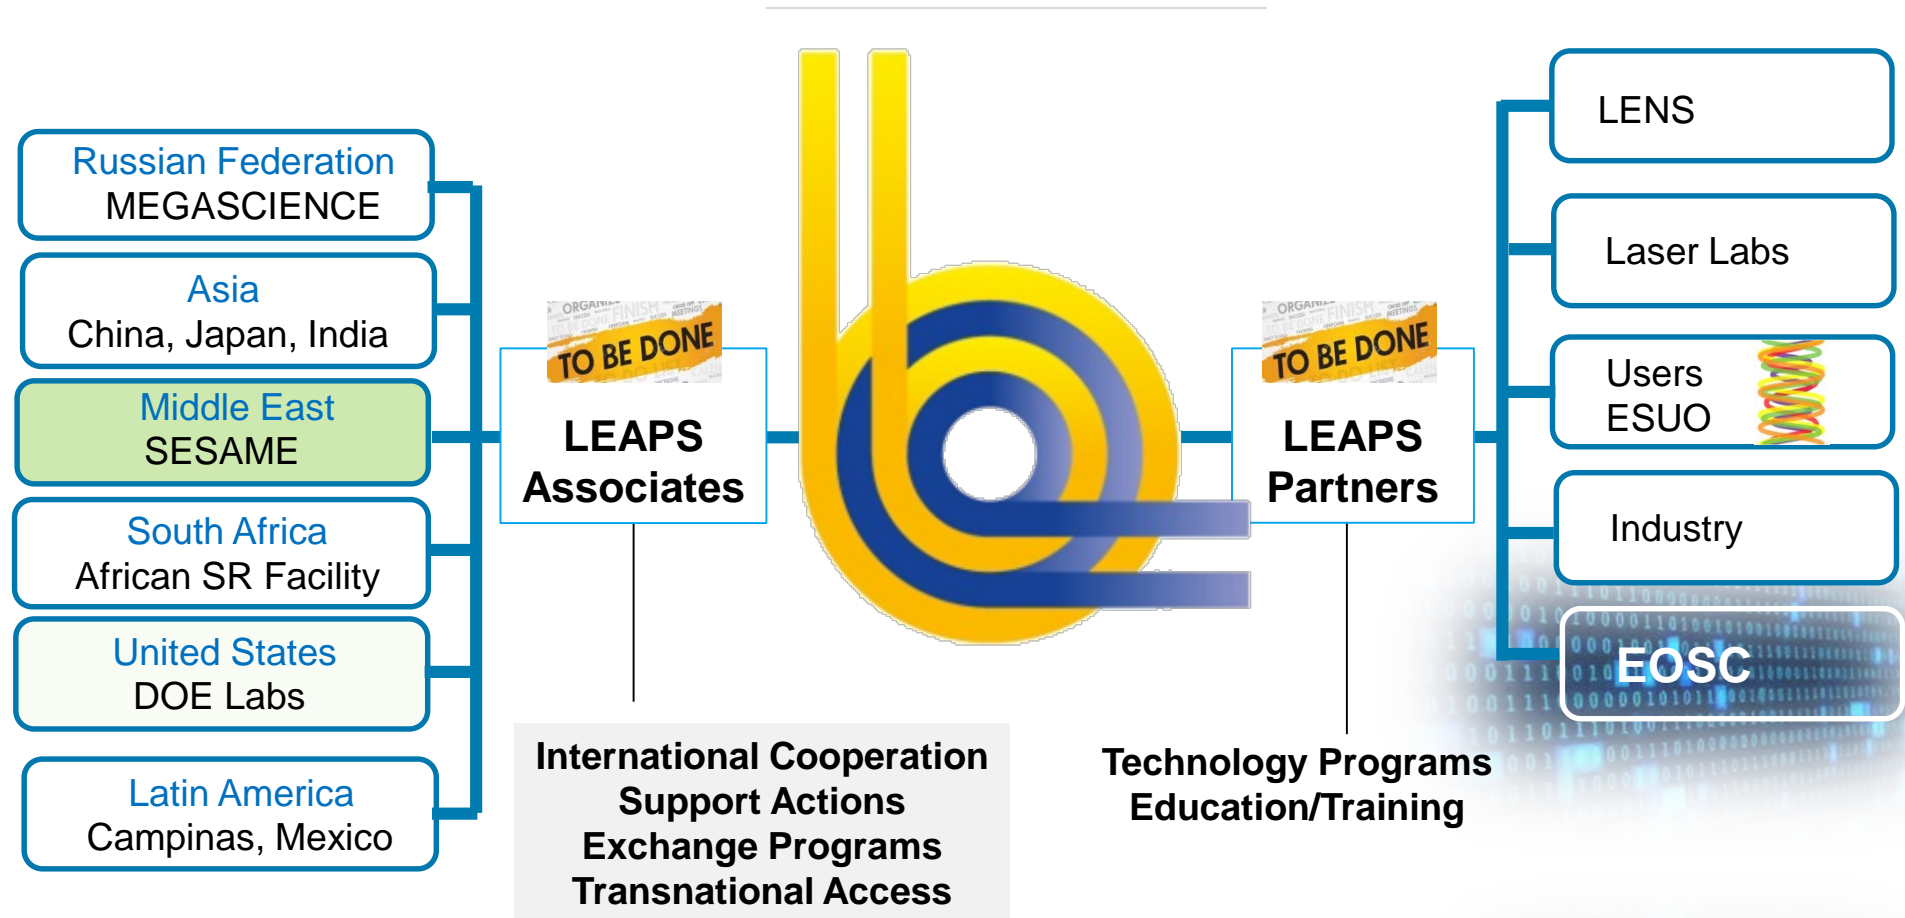 Russian Federation
MEGASCIENCE
Asia
China, Japan, India
Middle East
SESAME
South Africa
African SR Facility
United States
DOE Labs
Latin America
Campinas, Mexico
TO BE DONE
LEAPS
Associates
International Cooperation
Support Actions
Exchange Programs
Transnational Access
TO BE DONE
LEAPS
Partners
Technology Programs
Education/Training
LENS
Laser Labs
Users
ESUO
Industry
EOSC